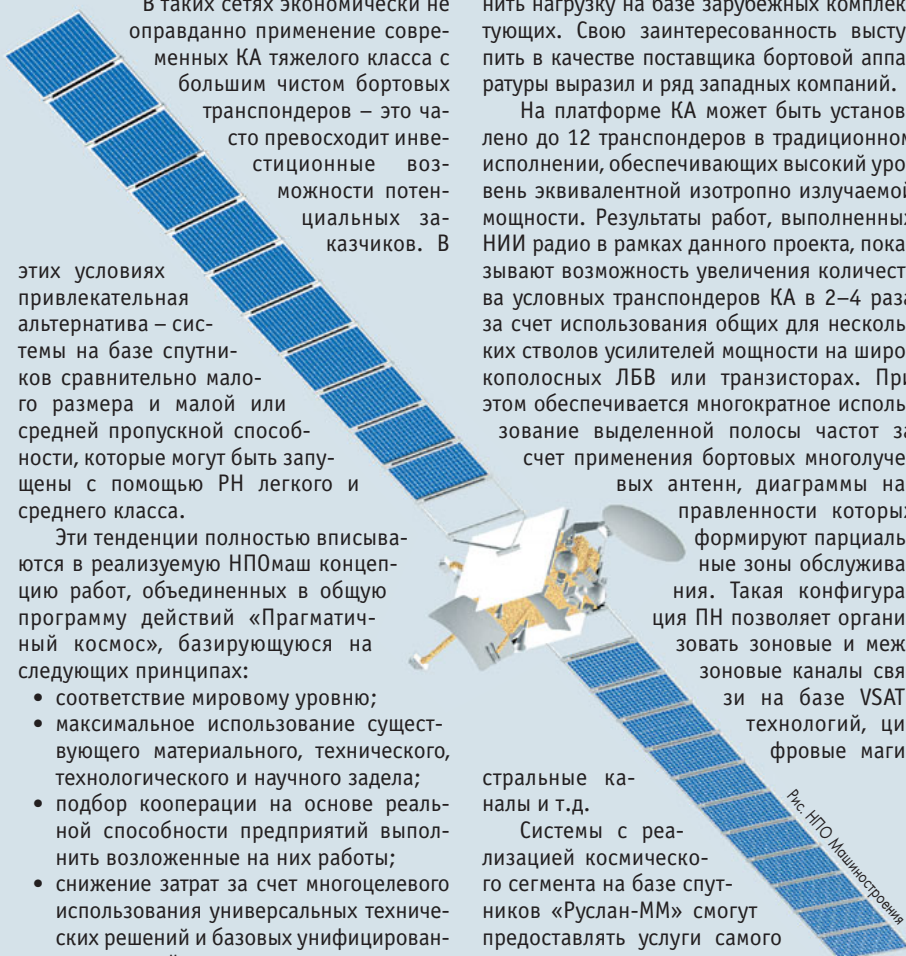 В таких сетях экономически не
оправданно применение совре-
менных КА тяжелого класса с
большим чистом бортовых
транспондеров – это ча-
сто превосходит инве-
стиционные воз-
можности потен-
циальных за-
казчиков. В
этих условиях
привлекательная
альтернатива – сис-
темы на базе спутни-
ков сравнительно мало-
го размера и малой или
средней пропускной способ-
ности, которые могут быть запу-
щены с помощью РН легкого и
среднего класса.
Эти тенденции полностью вписыва-
ются в реализуемую НПОмаш концеп-
цию работ, объединенных в общую
программу действий «Прагматич-
ный космос», базирующуюся на
следующих принципах:
• соответствие мировому уровню;
• максимальное использование сущест-
вующего материального, технического,
технологического и научного задела;
• подбор кооперации на основе реаль-
ной способности предприятий выпол-
нить возложенные на них работы;
• снижение затрат за счет многоцелевого
использования универсальных техниче-
ских решений и базовых унифицирован-
нить нагрузку на базе зарубежных комплек
тующих. Свою заинтересованность высту
пить в качестве поставщика бортовой аппа
ратуры выразил и ряд западных компаний.
На платформе КА может быть установ
лено до 12 транспондеров в традиционном
исполнении, обеспечивающих высокий уро
вень эквивалентной изотропно излучаемой
мощности. Результаты работ, выполненных
НИИ радио в рамках данного проекта, пока
зывают возможность увеличения количест
ва условных транспондеров КА в 2–4 раза
за счет использования общих для несколь
ких стволов усилителей мощности на широ
кополосных ЛБВ или транзисторах. При
этом обеспечивается многократное исполь
зование выделенной полосы частот за
счет применения бортовых многолуче
вых антенн, диаграммы на
правленности которых
формируют парциаль
ные зоны обслужива
ния. Такая конфигура
ция ПН позволяет органи
зовать зоновые и меж
зоновые каналы свя
зи на базе VSAT
технологий, ци
фровые маги
стральные ка-
налы и т.д.
Системы с реа-
лизацией космическо-
го сегмента на базе спут-
ников «Руслан-ММ» смогут
предоставлять услуги самого
Рис. НПО Машиностроения